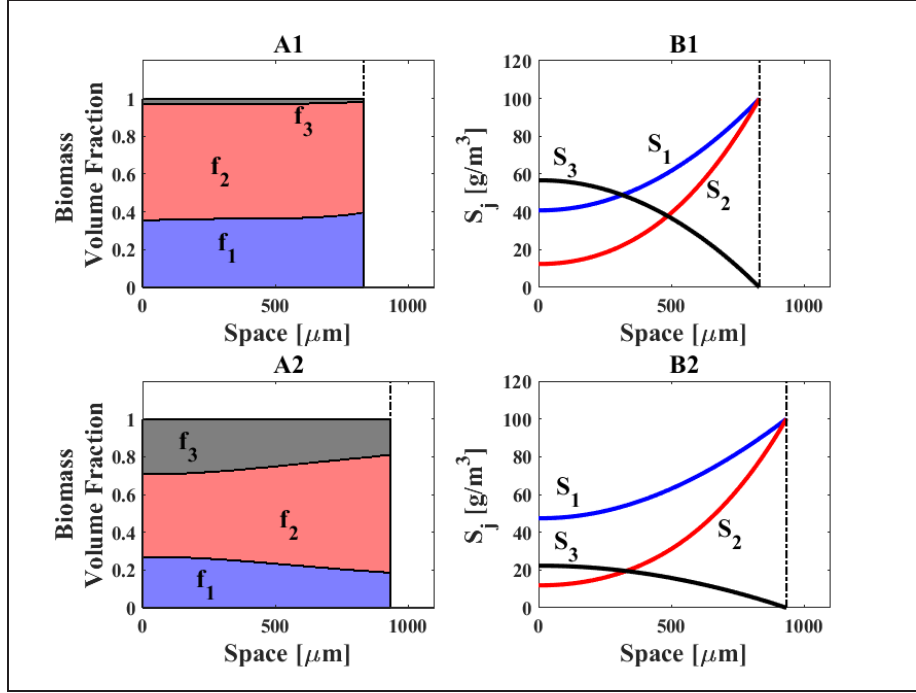 A1
Biomass
Volume Fraction
1
0.8
0.6
0.4
0.2
0
f3
f2
f1
0
500
1000
Space [μm]
B1
S_j [g/m³]
120
100
80
60
40
20
0
S3
S1
S2
0
500
1000
Space [μm]
A2
Biomass
Volume Fraction
1
0.8
0.6
0.4
0.2
0
f3
f2
f1
0
500
1000
Space [μm]
B2
S_j [g/m³]
120
100
80
60
40
20
0
S1
S3
S2
0
500
1000
Space [μm]